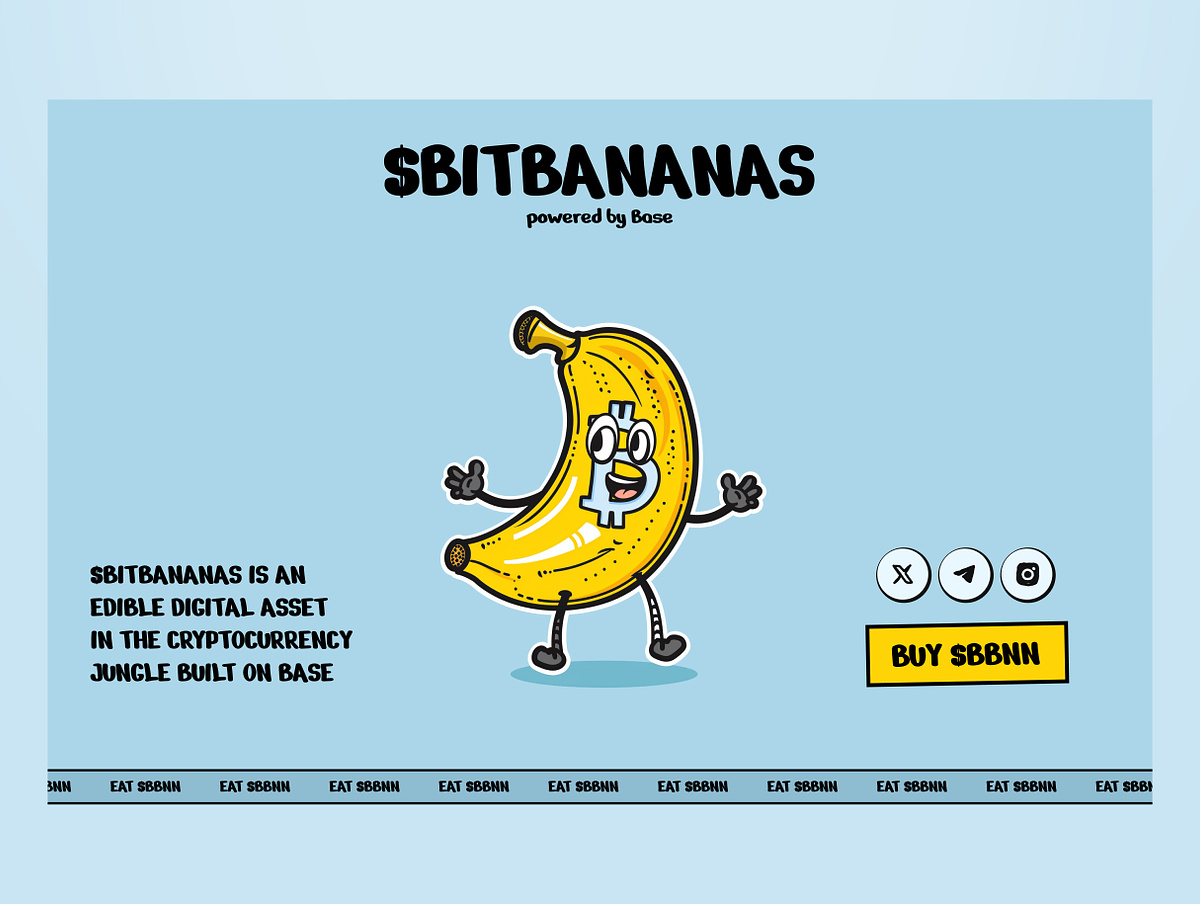 $BITBANANAS
powered by Base
$BITBANANAS IS AN
EDIBLE DIGITAL ASSET
IN THE CRYPTOCURRENCY
JUNGLE BUILT ON BASE
BUY $BBNN
BNN EAT $BBNN EAT $BBNN EAT $BBNN EAT $BBNN EAT $BBNN EAT $BBNN EAT $BBNN EAT $BBNN EAT $BBNN EAT $BBN